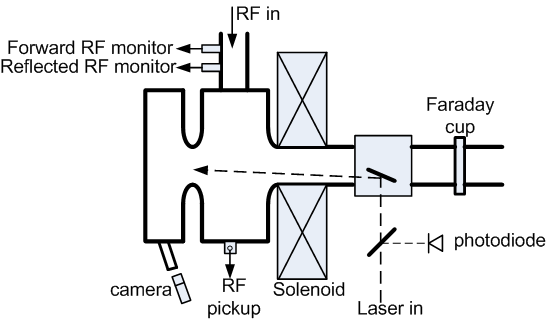 RF in
Forward RF monitor
Reflected RF monitor
Faraday
cup
photodiode
camera
RF
pickup
Solenoid
Laser in